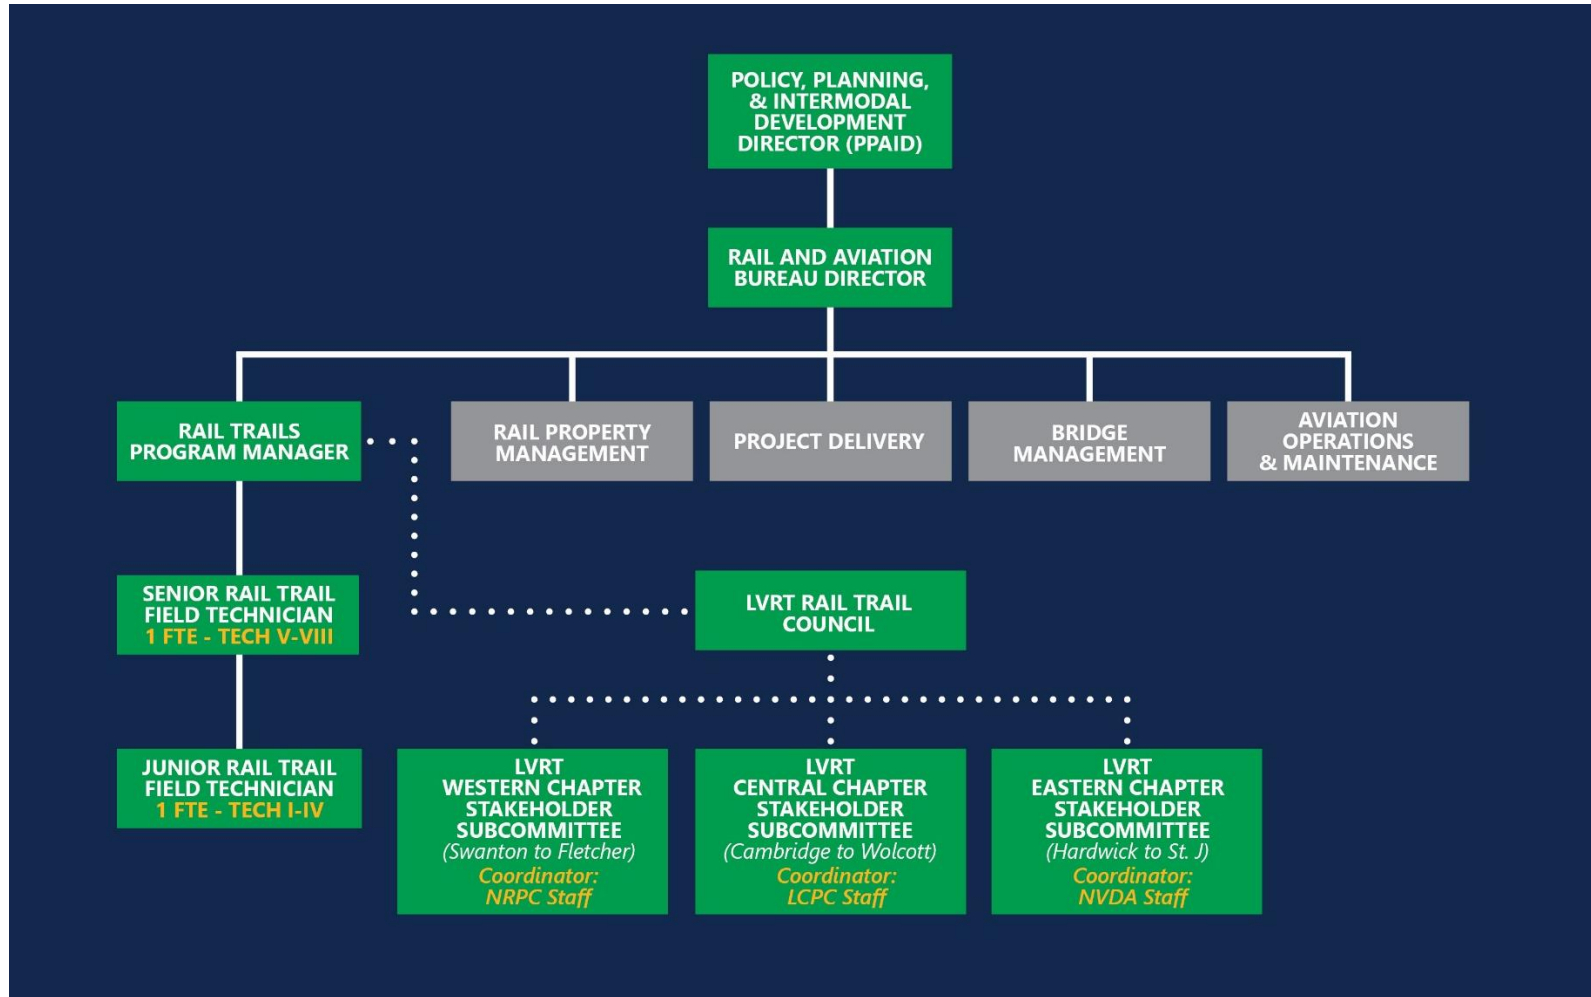 POLICY, PLANNING,
& INTERMODAL
DEVELOPMENT
DIRECTOR (PPAID)
RAIL AND AVIATION
BUREAU DIRECTOR
RAIL TRAILS
PROGRAM MANAGER
RAIL PROPERTY
MANAGEMENT
PROJECT DELIVERY
BRIDGE
MANAGEMENT
AVIATION
OPERATIONS
& MAINTENANCE
SENIOR RAIL TRAIL
FIELD TECHNICIAN
1 FTE - TECH V-VIII
LVRT RAIL TRAIL
COUNCIL
JUNIOR RAIL TRAIL
FIELD TECHNICIAN
1 FTE - TECH I-IV
LVRT
WESTERN CHAPTER
STAKEHOLDER
SUBCOMMITTEE
(Swanton to Fletcher)
Coordinator:
NRPC Staff
LVRT
CENTRAL CHAPTER
STAKEHOLDER
SUBCOMMITTEE
(Cambridge to Wolcott)
Coordinator:
LCPC Staff
LVRT
EASTERN CHAPTER
STAKEHOLDER
SUBCOMMITTEE
(Hardwick to St. J)
Coordinator:
NVDA Staff